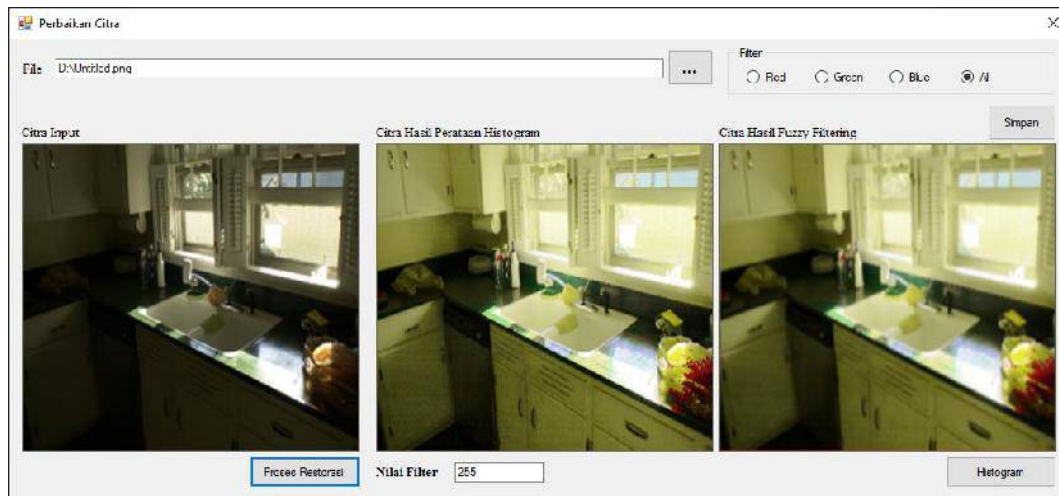 Perbaikan Citra
File D:\Untitled.png ...
Filter
Red Green Blue All
Simpan
Citra Input Citra Hasil Perataan Histogram Citra Hasil Fuzzy Filtering
Proses Restorasi Nilai Filter 255 Histogram